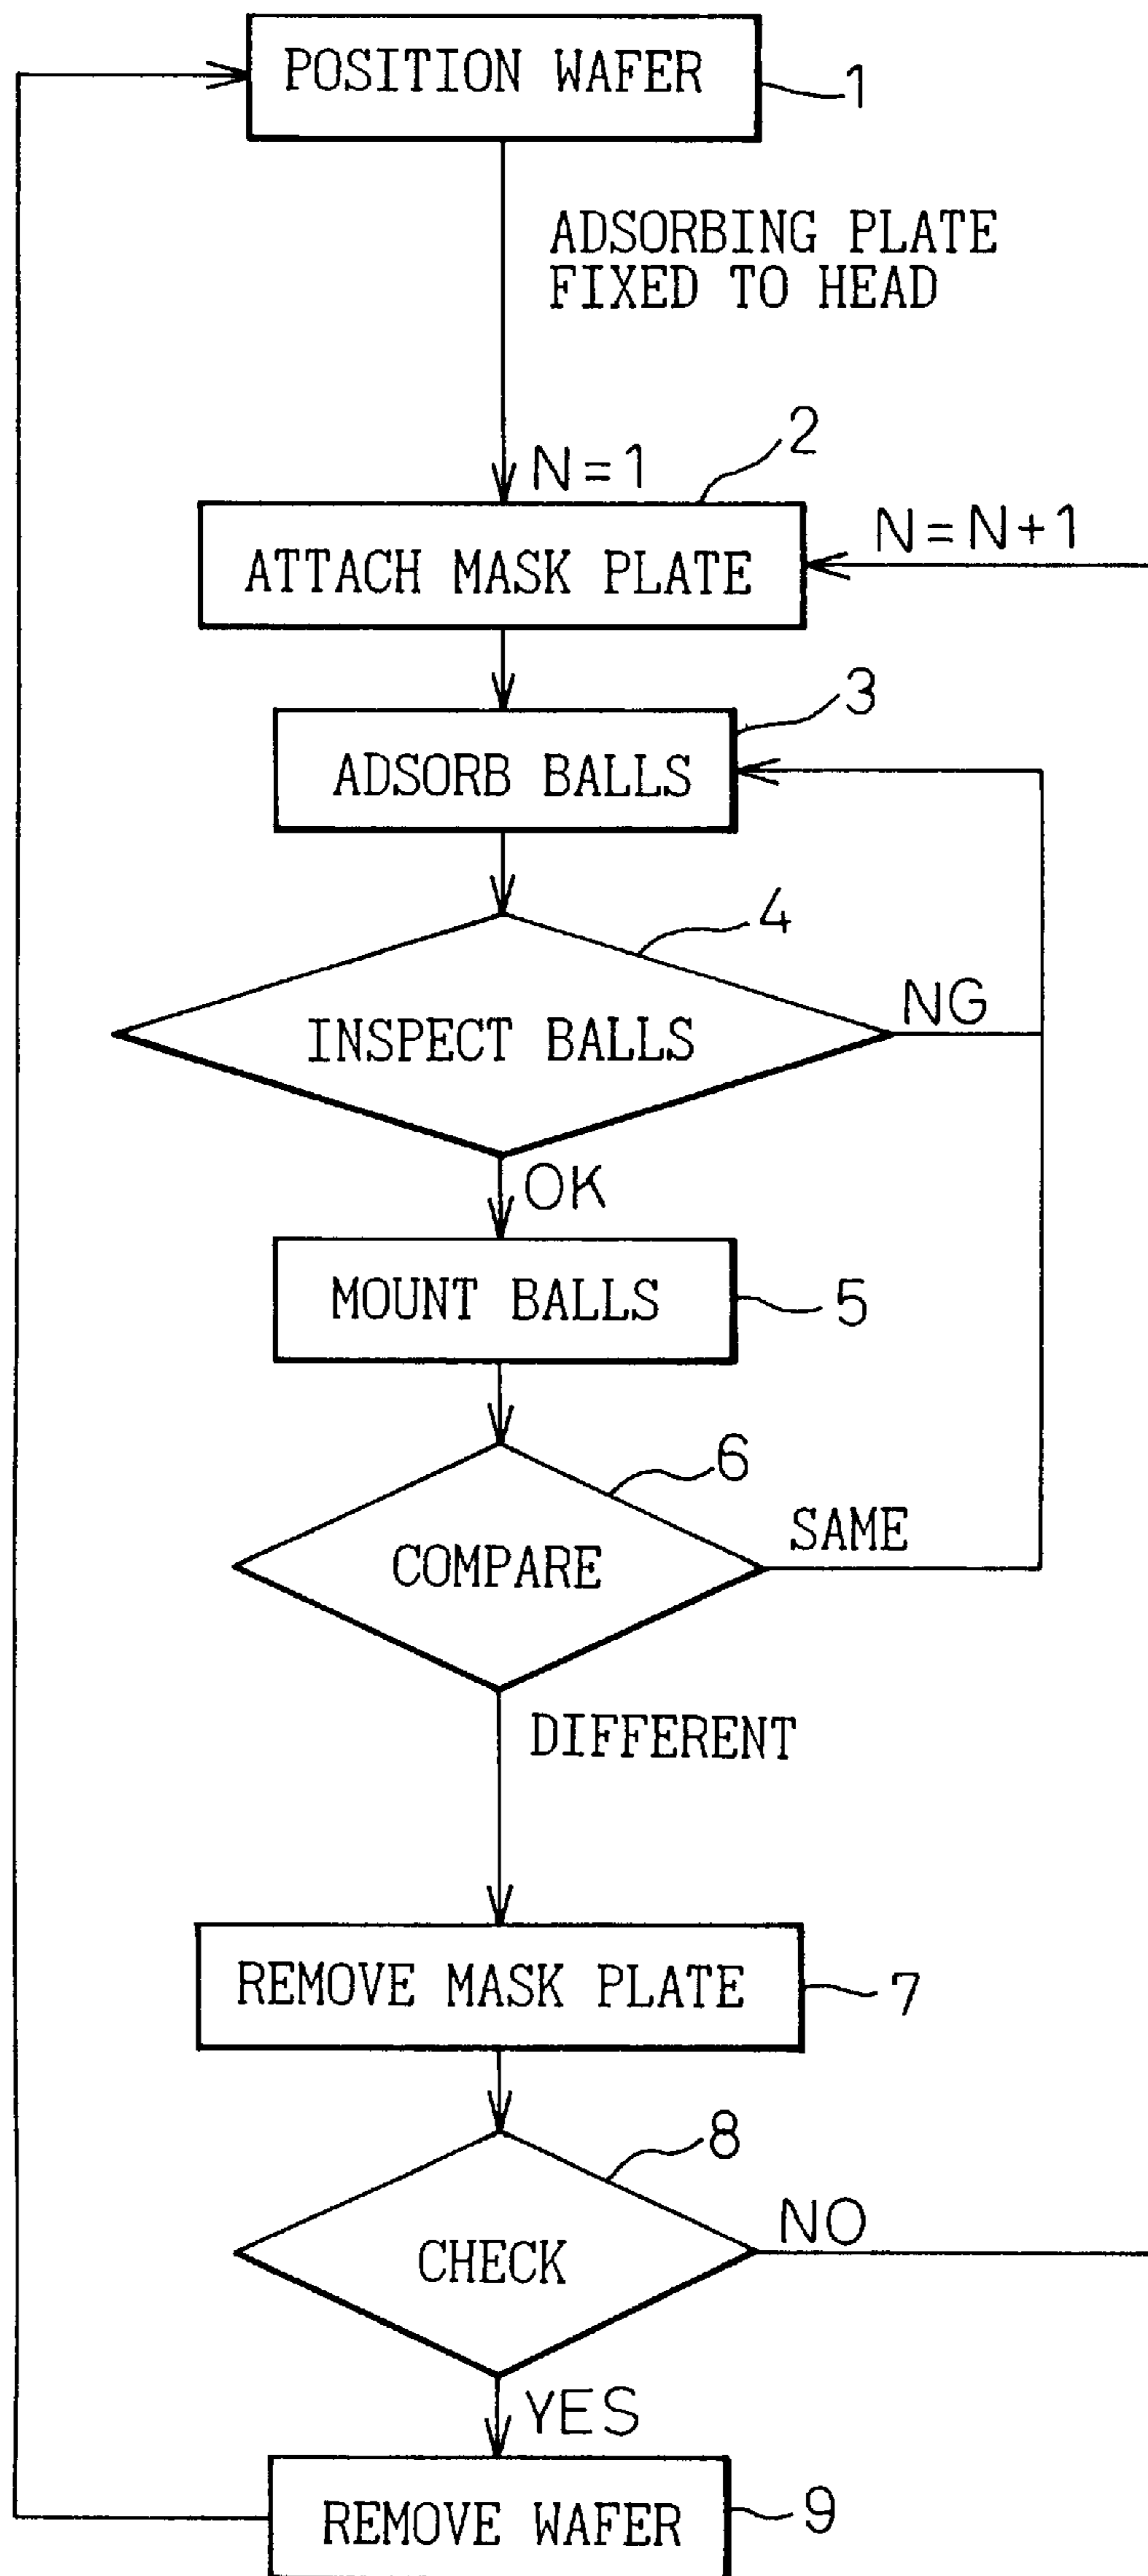 POSITION WAFER
1
ADSORBING PLATE
FIXED TO HEAD
2
N=1
N=N+1
ATTACH MASK PLATE
3
ADSORB BALLS
4
NG
INSPECT BALLS
OK
MOUNT BALLS
5
6
SAME
COMPARE
DIFFERENT
REMOVE MASK PLATE
7
8
NO
CHECK
YES
REMOVE WAFER
9